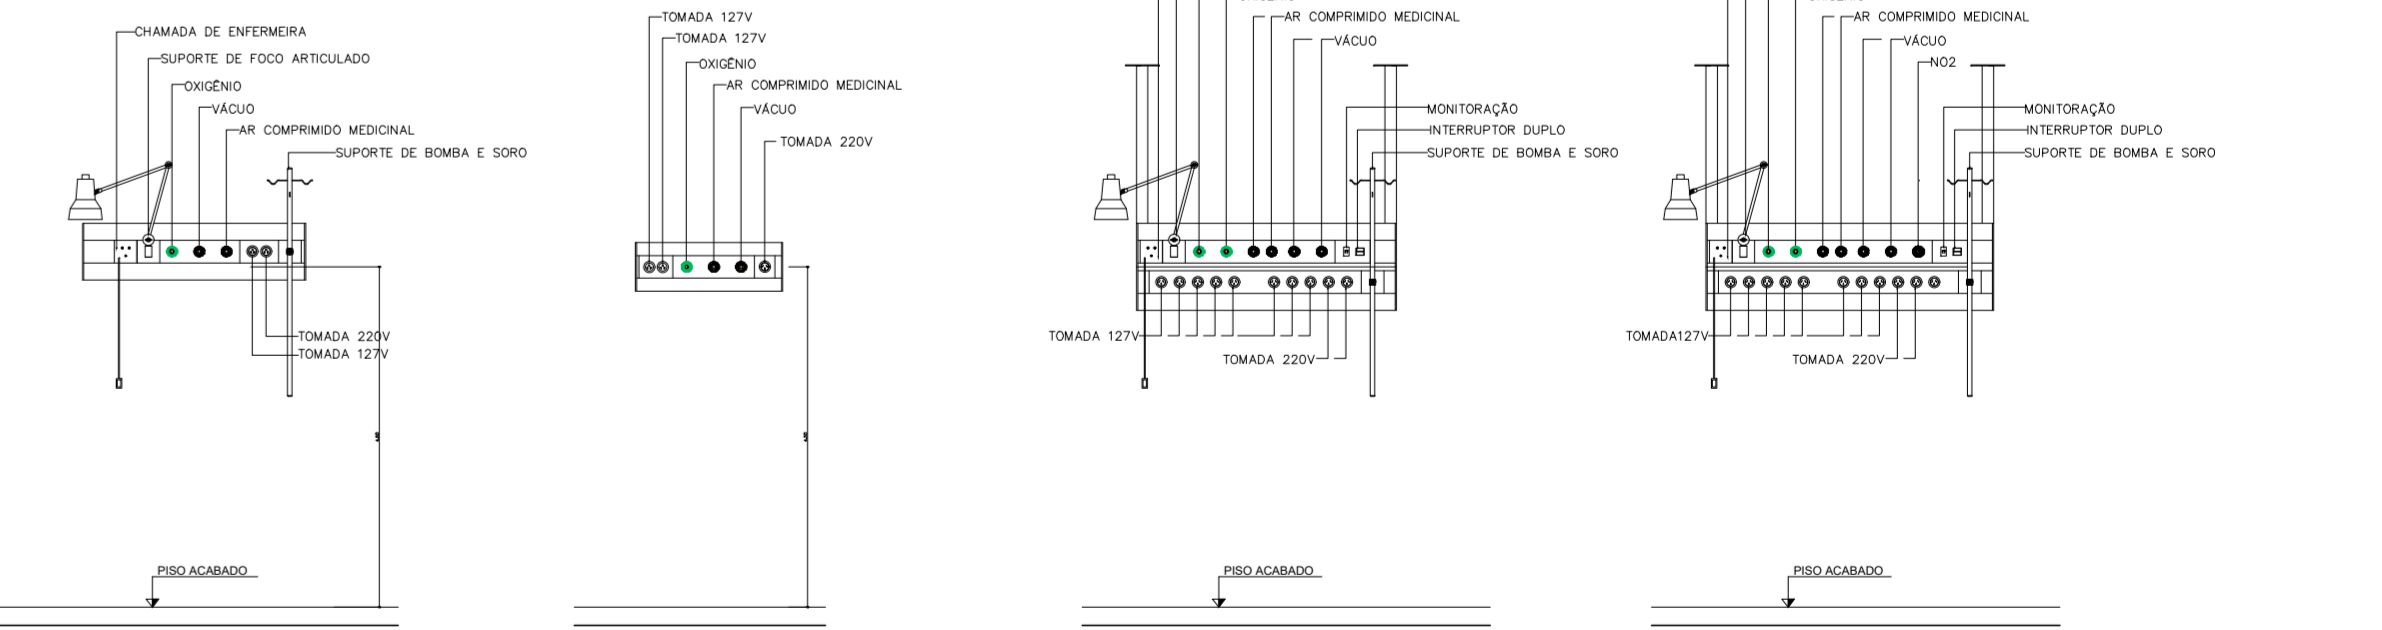 CHAMADA DE ENFERMEIRA
SUPORTE DE FOCO ARTICULADO
OXIGÊNIO
VÁCUO
AR COMPRIMIDO MEDICINAL
SUPORTE DE BOMBA E SORO
TOMADA 220V
TOMADA 127V
PISO ACABADO
TOMADA 127V
TOMADA 127V
OXIGÊNIO
AR COMPRIMIDO MEDICINAL
VÁCUO
TOMADA 220V
AR COMPRIMIDO MEDICINAL
VÁCUO
MONITORAÇÃO
INTERRUPTOR DUPLO
SUPORTE DE BOMBA E SORO
TOMADA 127V
TOMADA 220V
PISO ACABADO
AR COMPRIMIDO MEDICINAL
VÁCUO
NO2
MONITORAÇÃO
INTERRUPTOR DUPLO
SUPORTE DE BOMBA E SORO
TOMADA127V
TOMADA 220V
PISO ACABADO